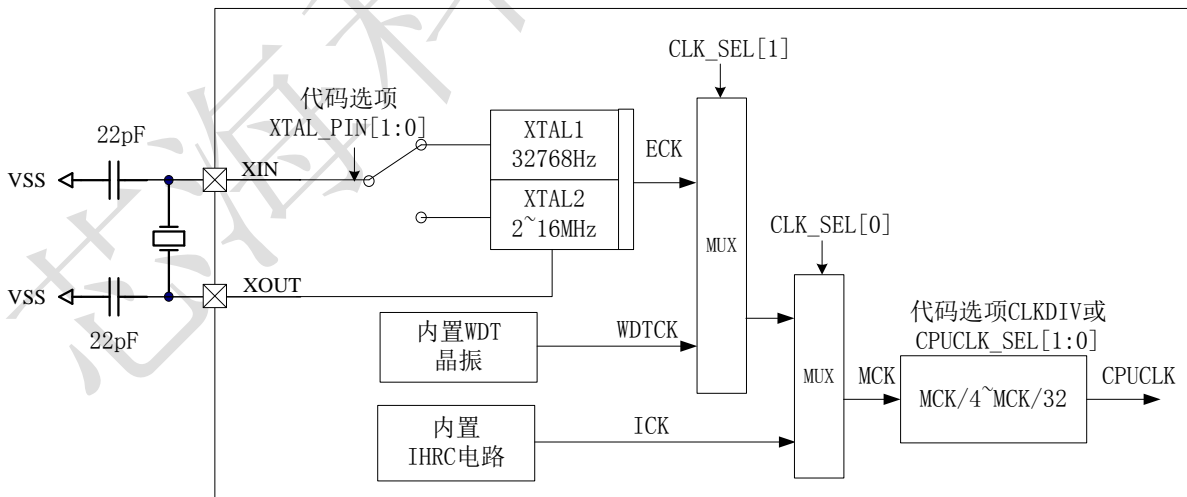 CLK_SEL[1]
代码选项
XTAL_PIN[1:0]
22pF
XTAL1
32768Hz
ECK
VSS
XIN
XTAL2
2~16MHz
MUX
CLK_SEL[0]
VSS
XOUT
22pF
内置WDT
晶振
WDTCK
代码选项CLKDIV或
CPUCLK_SEL[1:0]
MUX
MCK
MCK/4~MCK/32
CPUCLK
内置
IHRC电路
ICK
芯海科